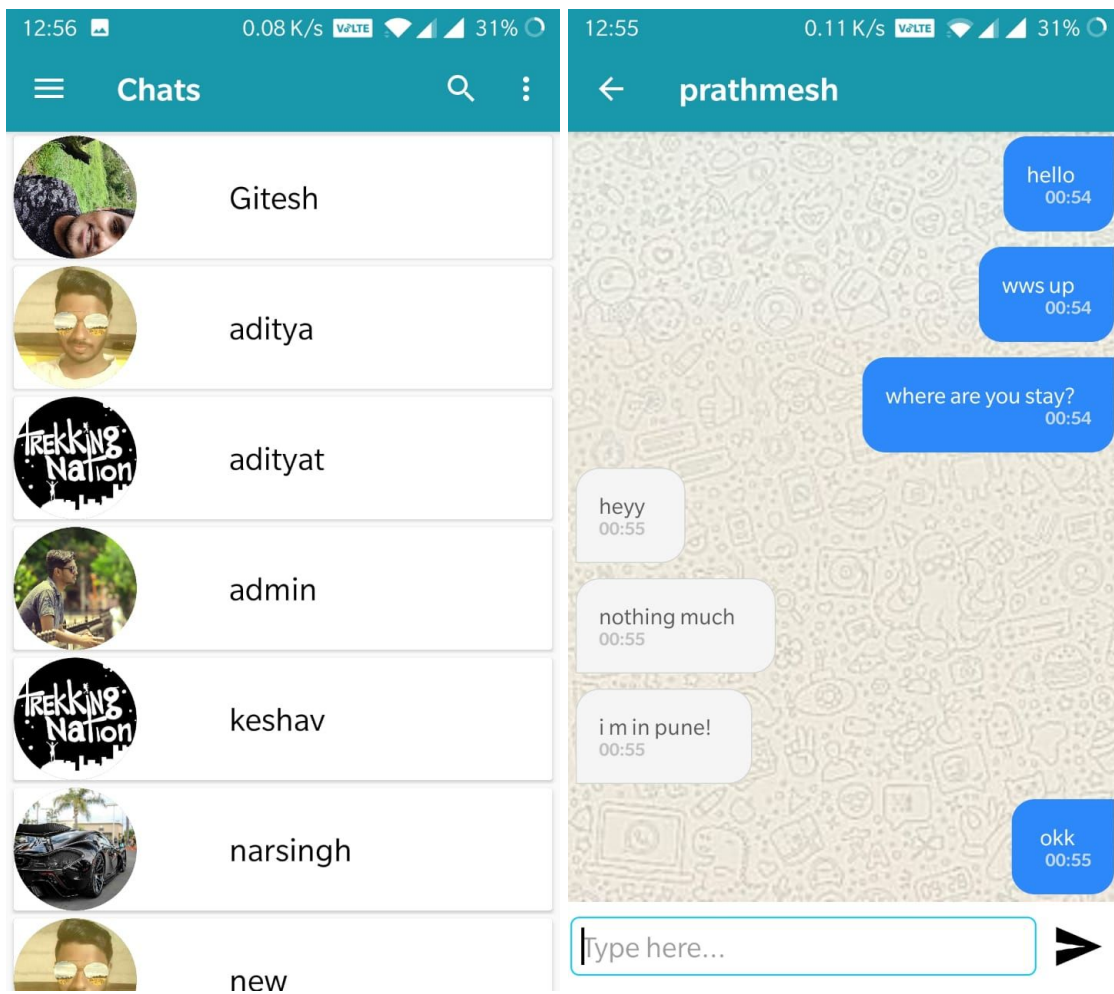 12:56 0.08 K/s VoLTE 31%
Chats
Gitesh
aditya
TREKKING
NatioN
adityat
admin
TREKKING
NatioN
keshav
narsingh
new
12:55 0.11 K/s VoLTE 31%
prathmesh
hello
00:54
wws up
00:54
where are you stay?
00:54
heyy
00:55
nothing much
00:55
i m in pune!
00:55
okk
00:55
Type here...